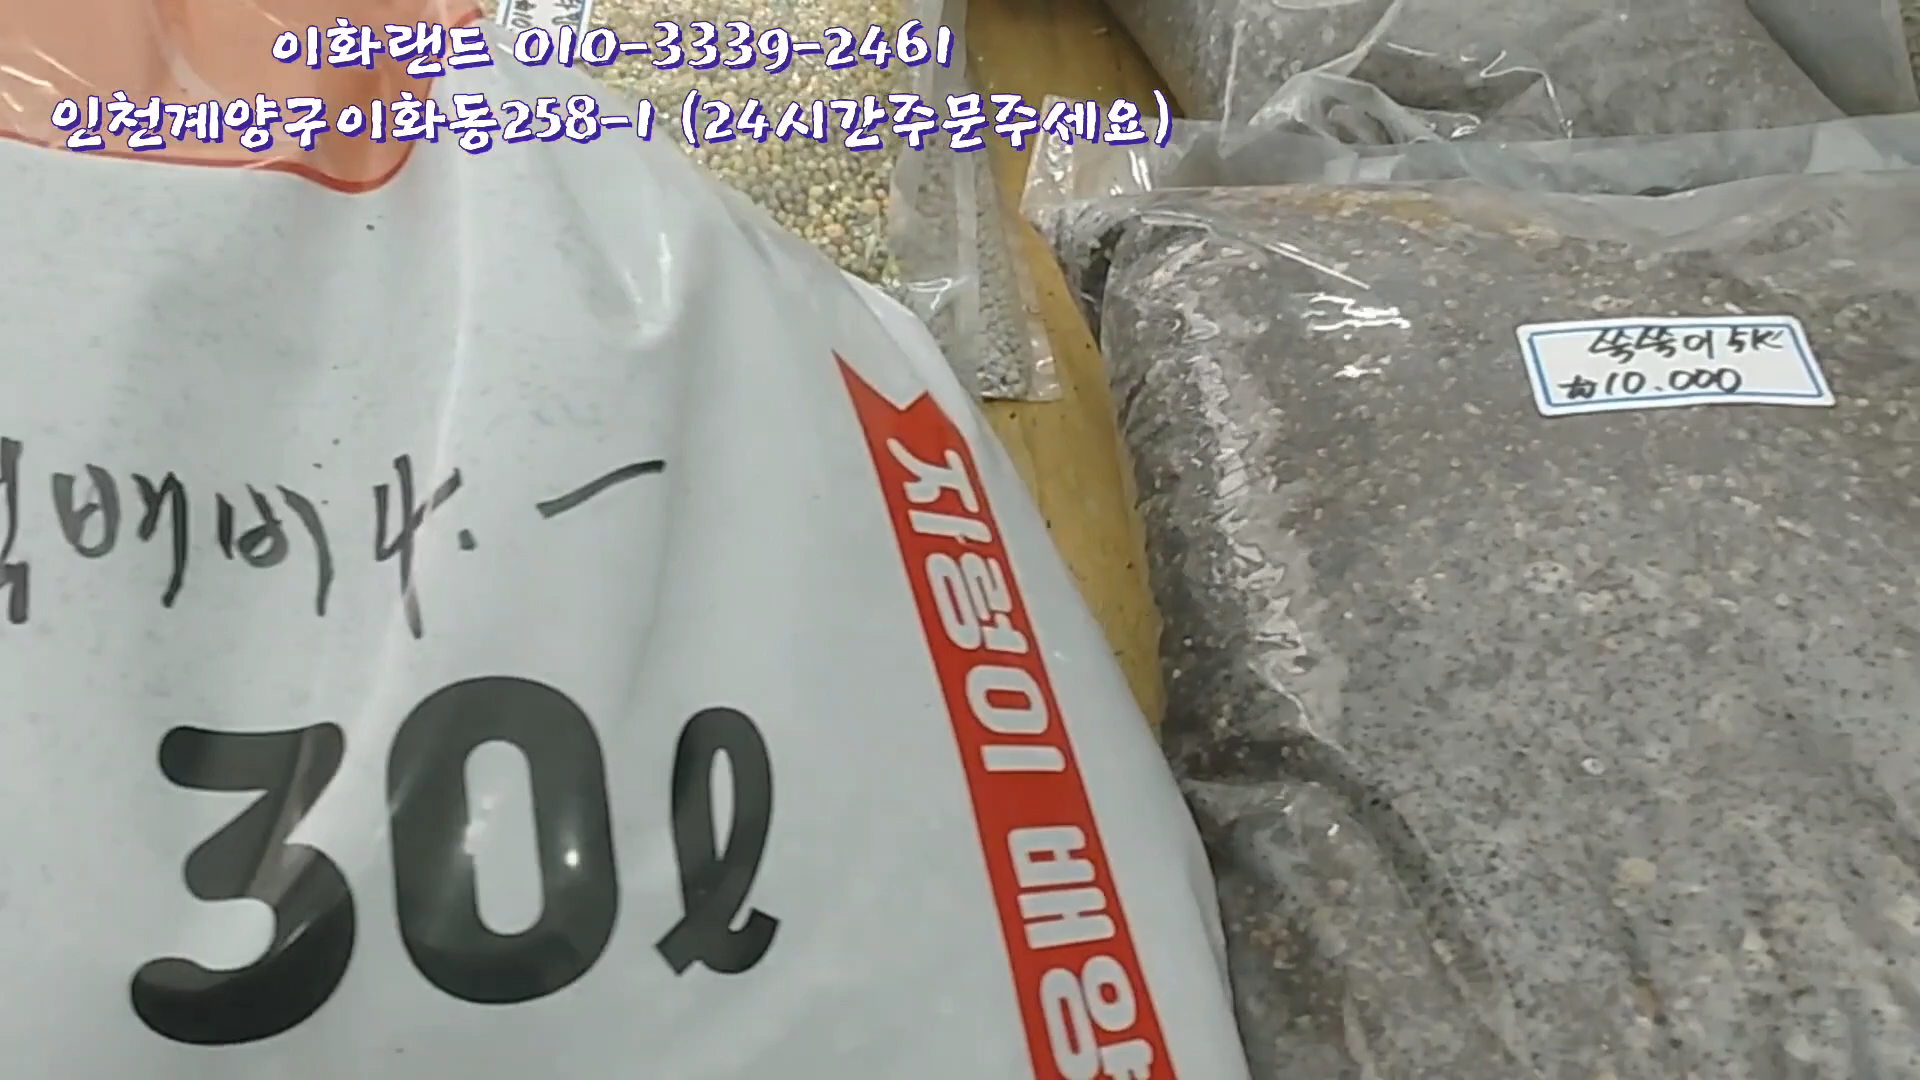 이화랜드 010-3339-2461
인천계양구이화동258-1 (24시간주문주세요)
쑥쑥이 5K
₩10.000
택배비 4.-
30ℓ
지렁이 배양